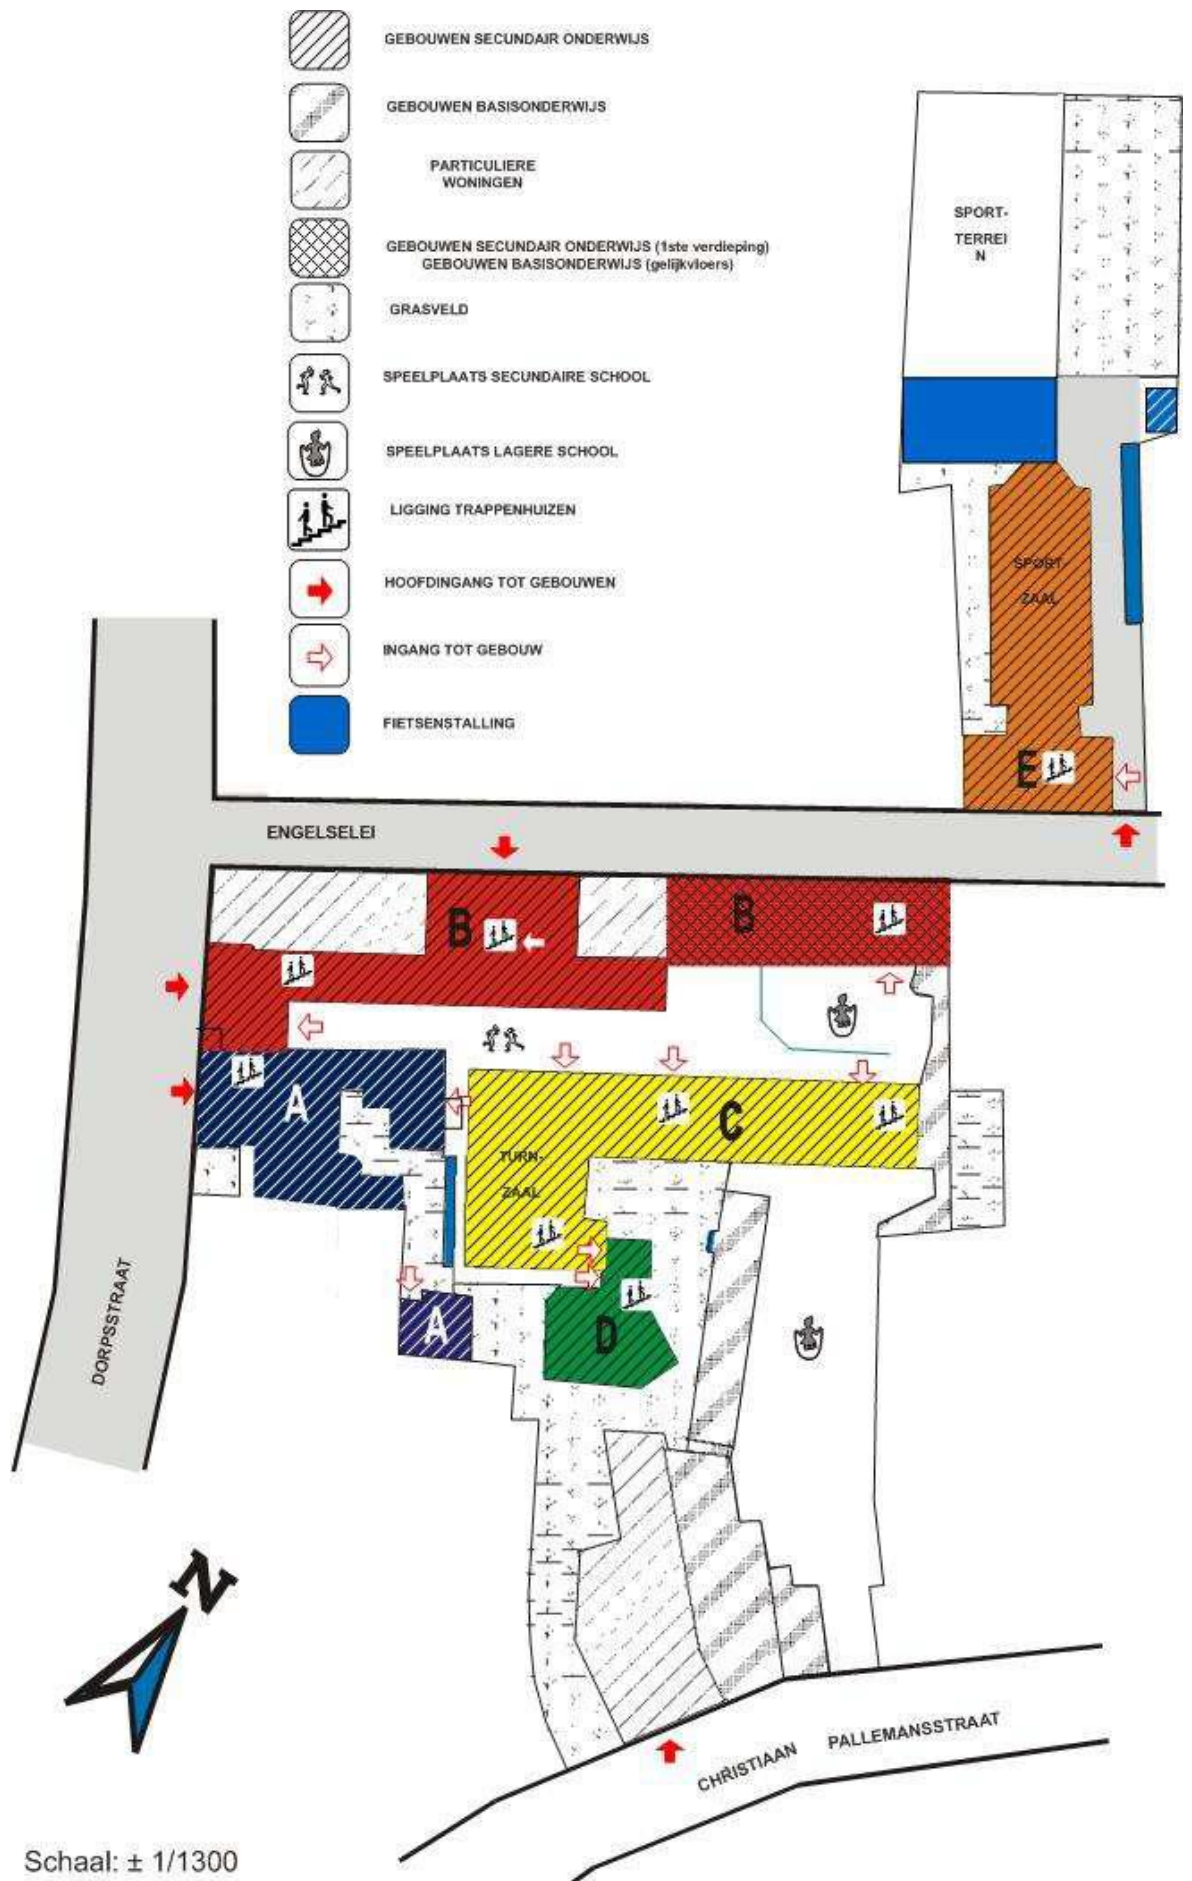 GEBOUWEN SECUNDAIR ONDERWIJS
GEBOUWEN BASISONDERWIJS
PARTICULIERE
WONINGEN
GEBOUWEN SECUNDAIR ONDERWIJS (1ste verdieping)
GEBOUWEN BASISONDERWIJS (gelijkvloers)
GRASVELD
SPEELPLAATS SECUNDAIRE SCHOOL
SPEELPLAATS LAGERE SCHOOL
LIGGING TRAPPENHUIZEN
HOOFDINGANG TOT GEBOUWEN
INGANG TOT GEBOUW
FIETSENSTALLING
SPORT-
TERREI
N
SPORT-
ZAAL
E
ENGELSELEI
B
B
A
C
TURN-
ZAAL
A
D
DORPSSTRAAT
N
CHRISTIAAN PALLEMANSSTRAAT
Schaal: ± 1/1300